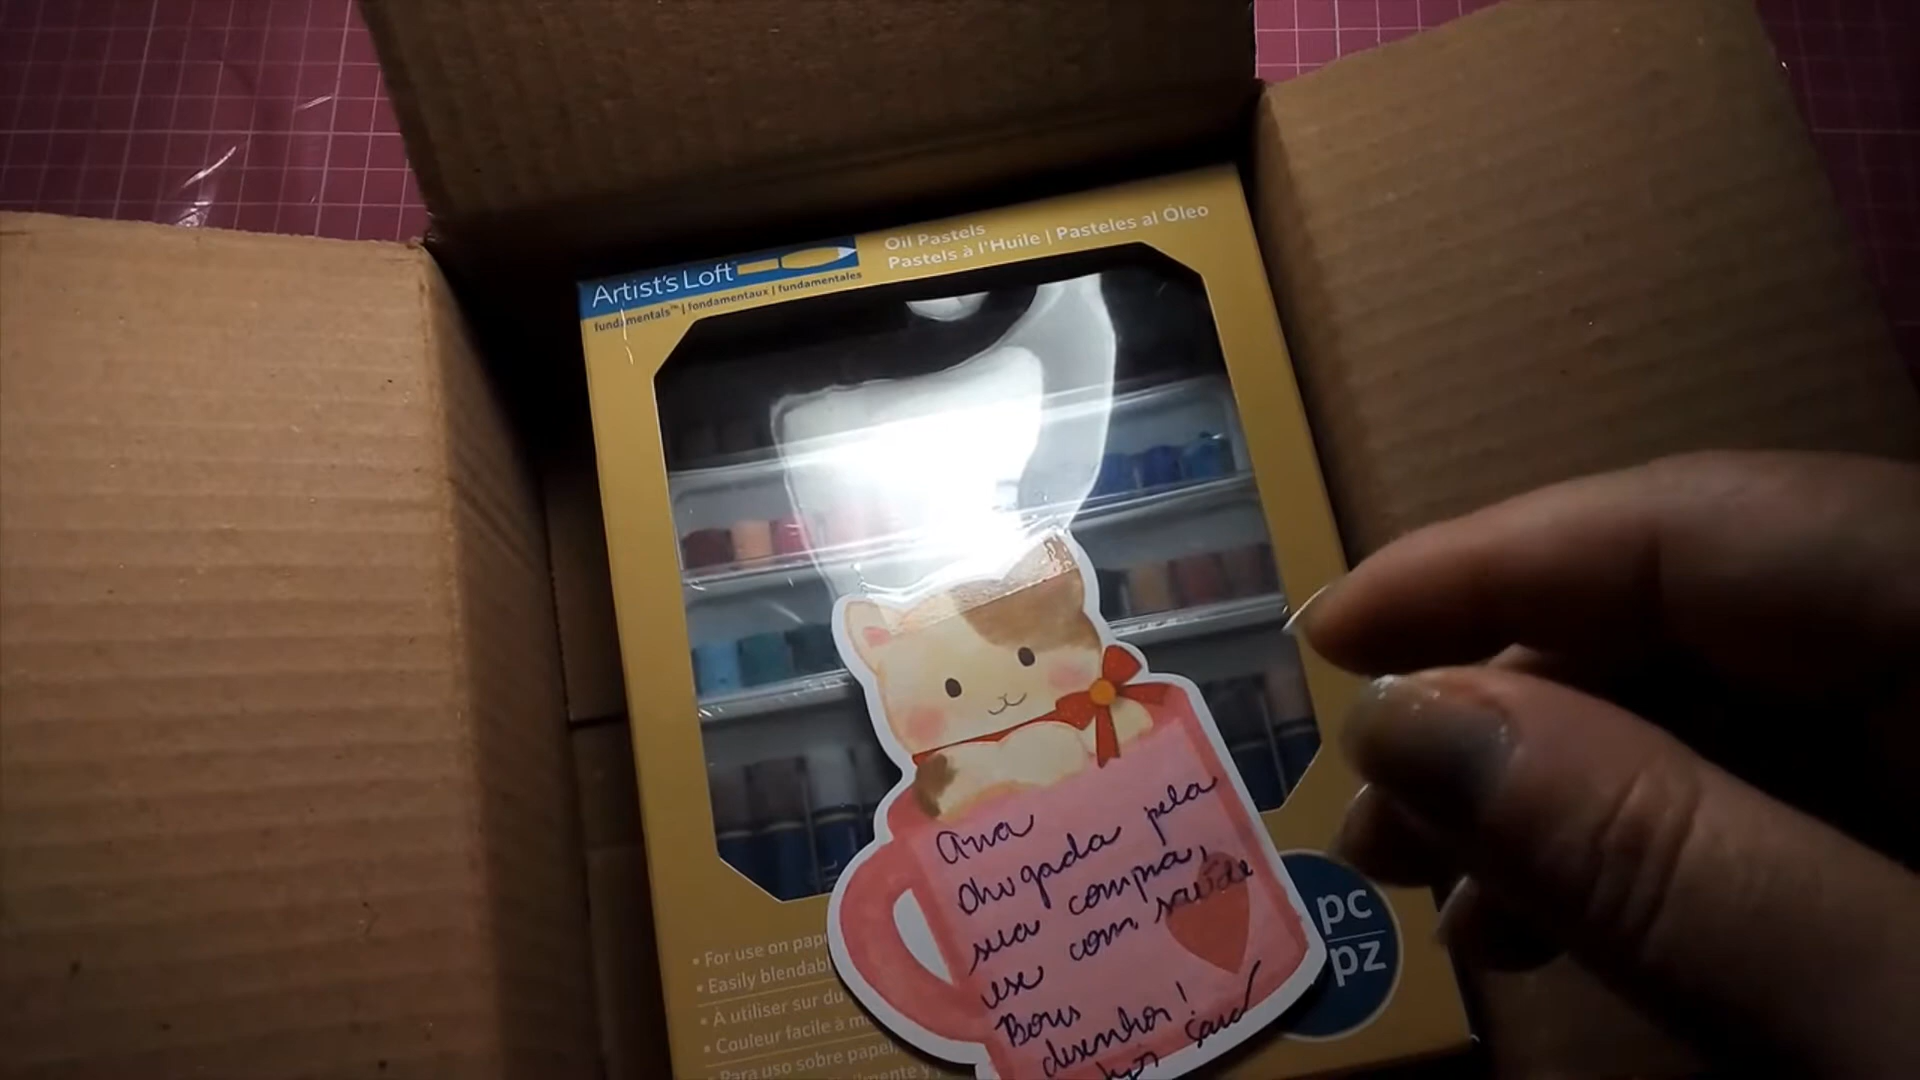 Artist's Loft
fundamentals™ | fondamentaux | fundamentales
Oil Pastels
Pastels à l'Huile | Pasteles al Óleo
Ana
Obrigada pela
sua compra,
use com saúde
Bons
desenhos!
pc
pz
• For use on pap
• Easily blendabl
• À utiliser sur du
• Couleur facile à m
• Para uso sobre papel,